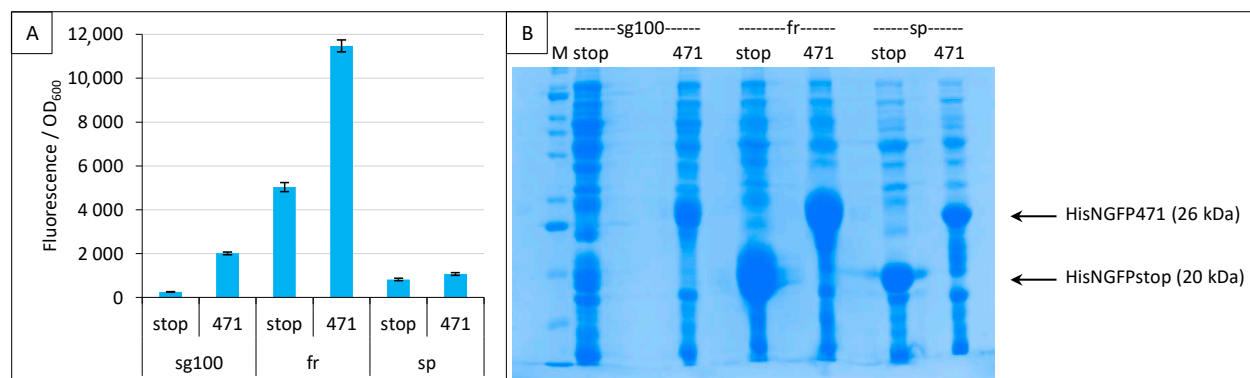 A
Fluorescence / OD600
12,000
10,000
8 000
6 000
4 000
2 000
0
stop 471 stop 471 stop 471
sg100 fr sp
B
------sg100------ --------fr------ ------sp------
M stop 471 stop 471 stop 471
HisNGFP471 (26 kDa)
HisNGFPstop (20 kDa)